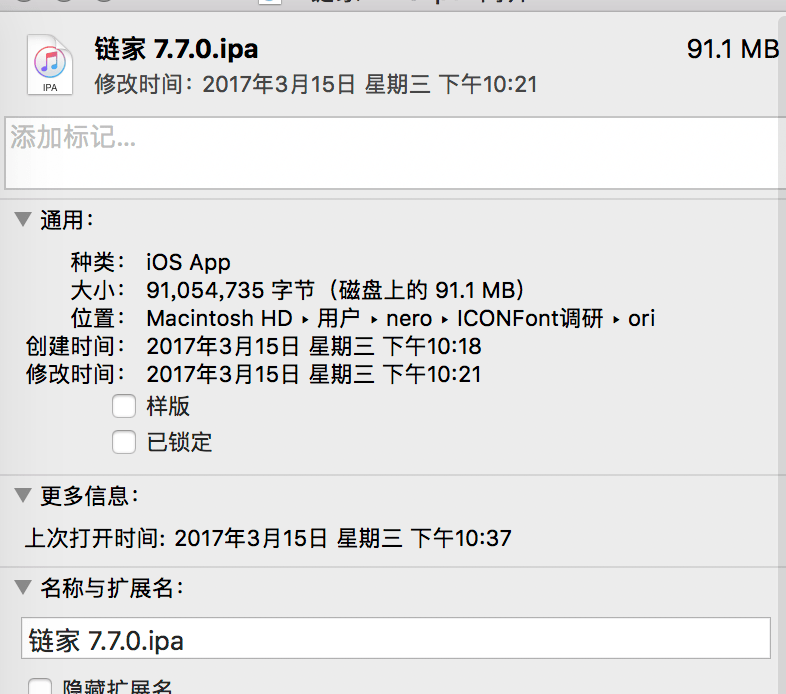 链家 7.7.0.ipa 91.1 MB
IPA
修改时间：2017年3月15日 星期三 下午10:21
添加标记...
通用：
种类： iOS App
大小： 91,054,735 字节（磁盘上的 91.1 MB）
位置： Macintosh HD ▸ 用户 ▸ nero ▸ ICONFont调研 ▸ ori
创建时间： 2017年3月15日 星期三 下午10:18
修改时间： 2017年3月15日 星期三 下午10:21
样版
已锁定
更多信息：
上次打开时间: 2017年3月15日 星期三 下午10:37
名称与扩展名：
链家 7.7.0.ipa
隐藏扩展名